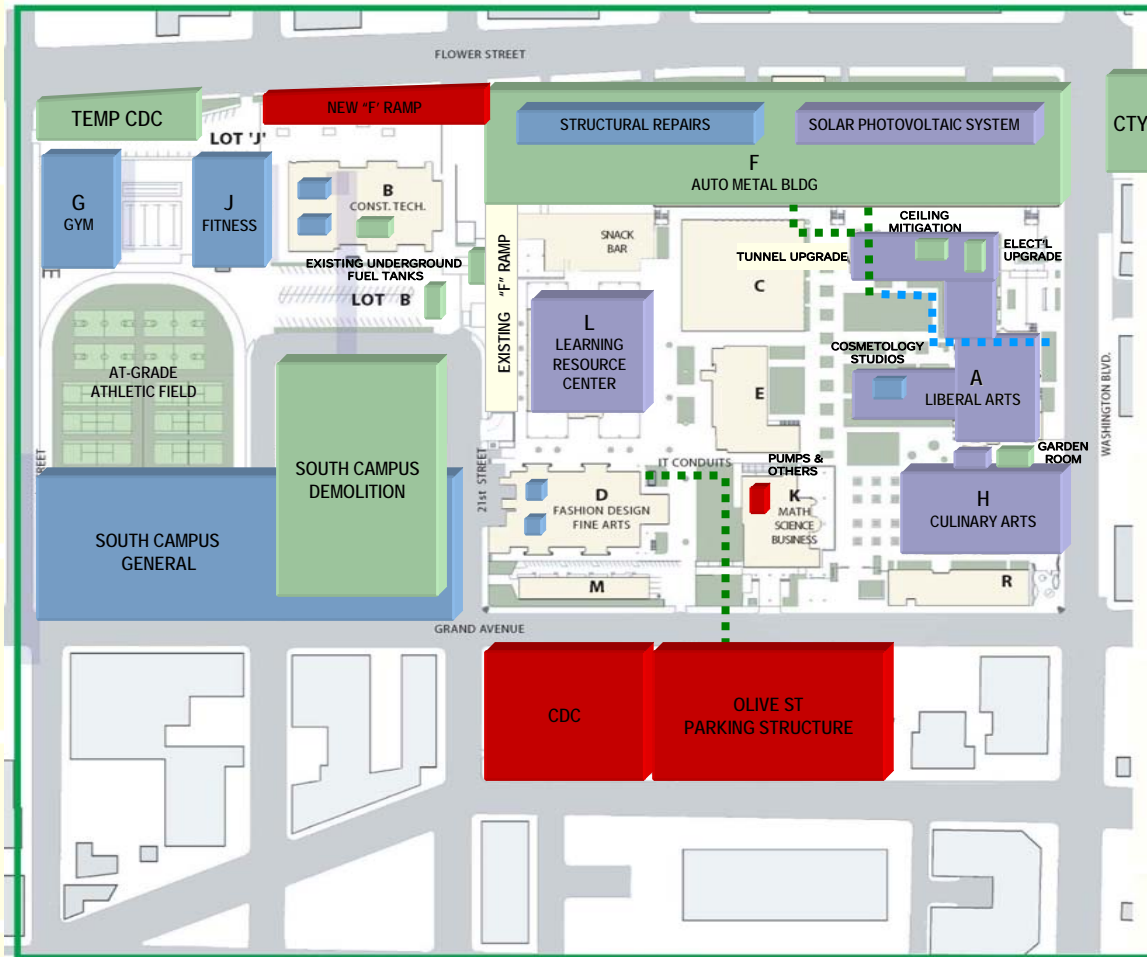 FLOWER STREET
TEMP CDC
LOT 'J'
NEW "F' RAMP
STRUCTURAL REPAIRS
SOLAR PHOTOVOLTAIC SYSTEM
CTY
F
AUTO METAL BLDG
G
GYM
J
FITNESS
B
CONST. TECH.
EXISTING UNDERGROUND
FUEL TANKS
LOT B
EXISTING "F" RAMP
SNACK
BAR
TUNNEL UPGRADE
C
CEILING
MITIGATION
ELECT'L
UPGRADE
L
LEARNING
RESOURCE
CENTER
COSMETOLOGY
STUDIOS
A
LIBERAL ARTS
E
WASHINGTON BLVD.
AT-GRADE
ATHLETIC FIELD
SOUTH CAMPUS
DEMOLITION
STREET
21st STREET
IT CONDUITS
PUMPS &
OTHERS
GARDEN
ROOM
D
FASHION DESIGN
FINE ARTS
K
MATH
SCIENCE
BUSINESS
H
CULINARY ARTS
SOUTH CAMPUS
GENERAL
M
R
GRAND AVENUE
CDC
OLIVE ST
PARKING STRUCTURE